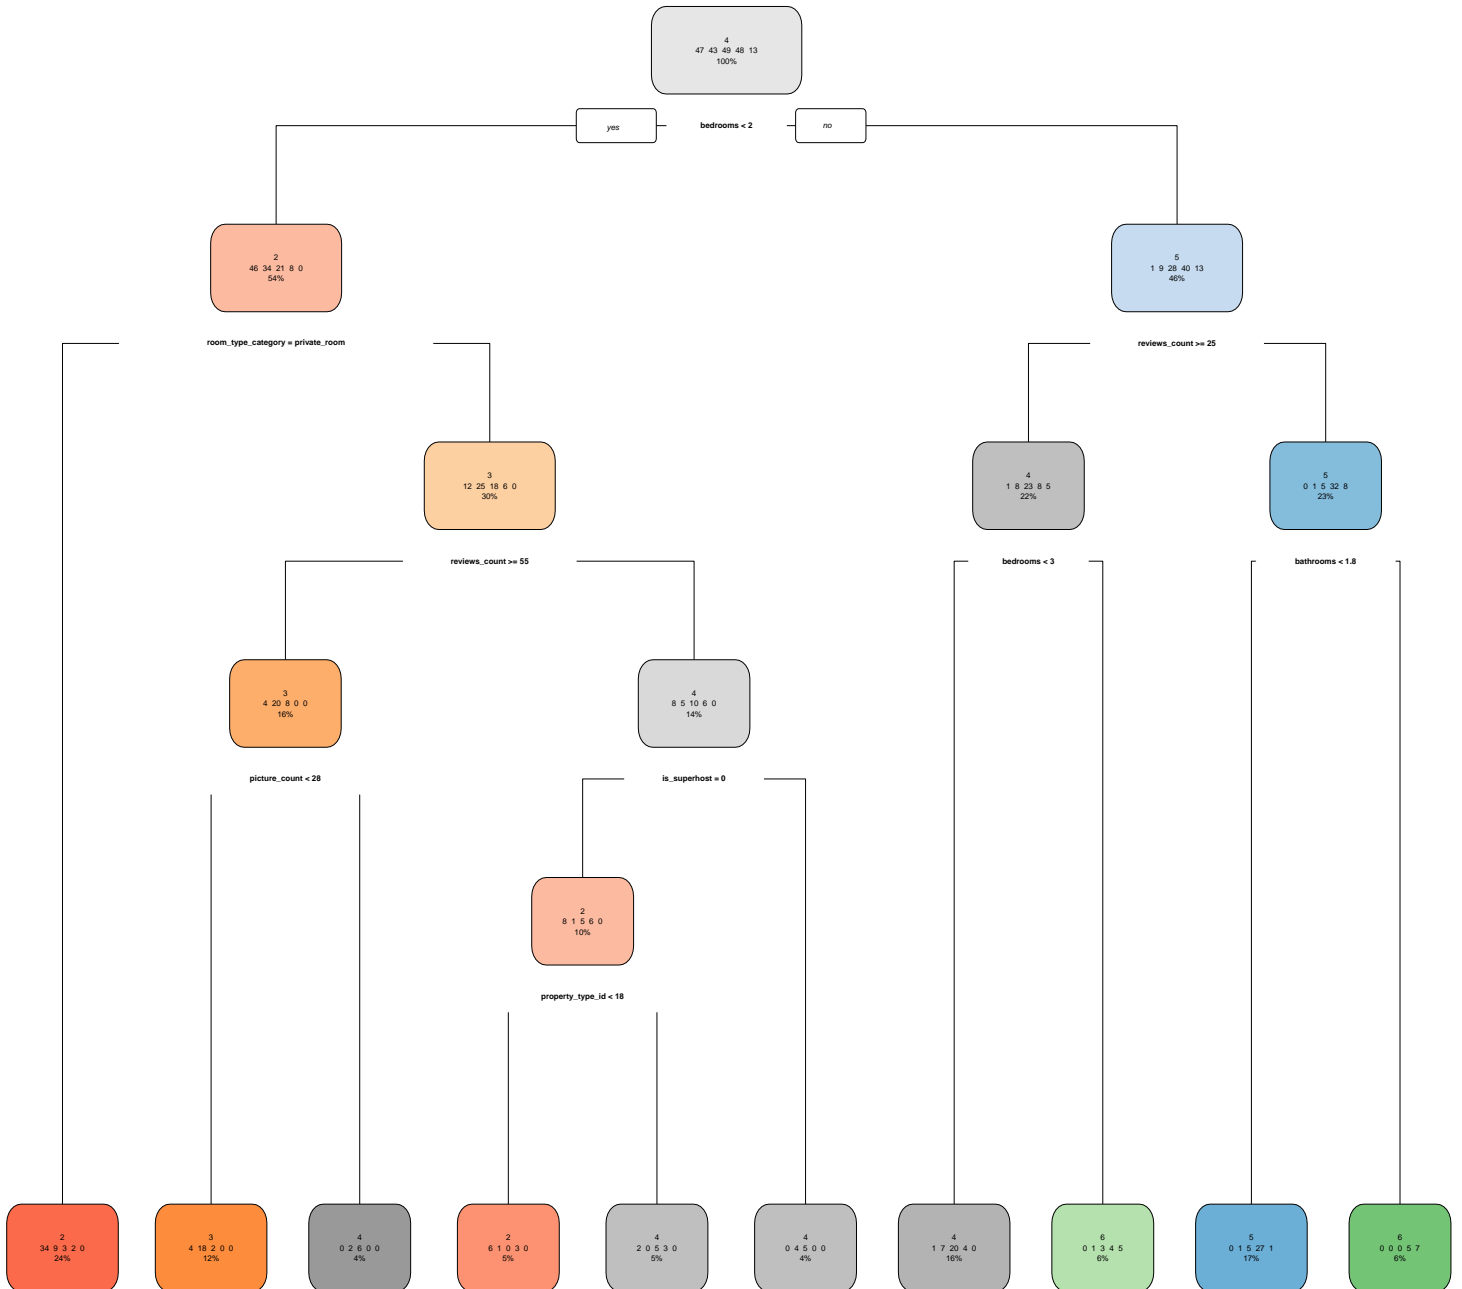 4
47 43 49 48 13
100%
yes
bedrooms < 2
no
2
46 34 21 8 0
54%
5
1 9 28 40 13
46%
room_type_category = private_room
reviews_count >= 25
3
12 25 18 6 0
30%
4
1 8 23 8 5
22%
5
0 1 5 32 8
23%
reviews_count >= 55
bedrooms < 3
bathrooms < 1.8
3
4 20 8 0 0
16%
4
8 5 10 6 0
14%
picture_count < 28
is_superhost = 0
2
8 1 5 6 0
10%
property_type_id < 18
2
34 9 3 2 0
24%
3
4 18 2 0 0
12%
4
0 2 6 0 0
4%
2
6 1 0 3 0
5%
4
2 0 5 3 0
5%
4
0 4 5 0 0
4%
4
1 7 20 4 0
16%
6
0 1 3 4 5
6%
5
0 1 5 27 1
17%
6
0 0 0 5 7
6%